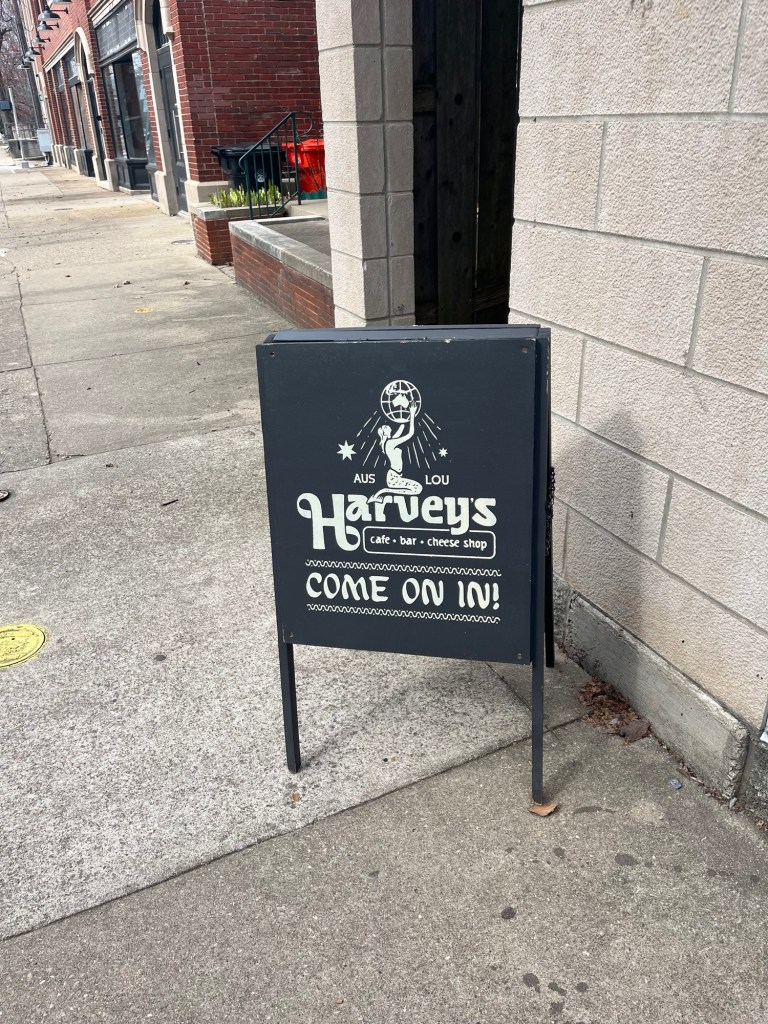 AUS LOU
Harvey's
cafe • bar • cheese shop
COME ON IN!